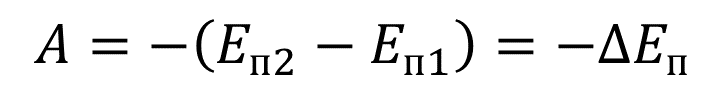 A = −(Eп2 − Eп1) = −ΔEп